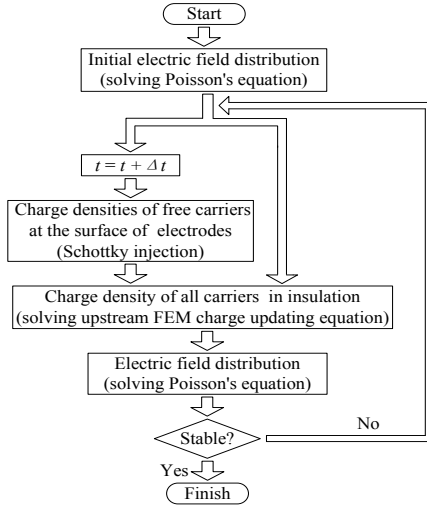 Start
Initial electric field distribution
(solving Poisson's equation)
t = t + Δ t
Charge densities of free carriers
at the surface of electrodes
(Schottky injection)
Charge density of all carriers in insulation
(solving upstream FEM charge updating equation)
Electric field distribution
(solving Poisson's equation)
Stable?
No
Yes
Finish